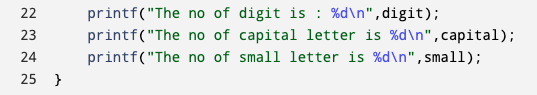 22 printf("The no of digit is : %d\n",digit);
23 printf("The no of capital letter is %d\n",capital);
24 printf("The no of small letter is %d\n",small);
25 }